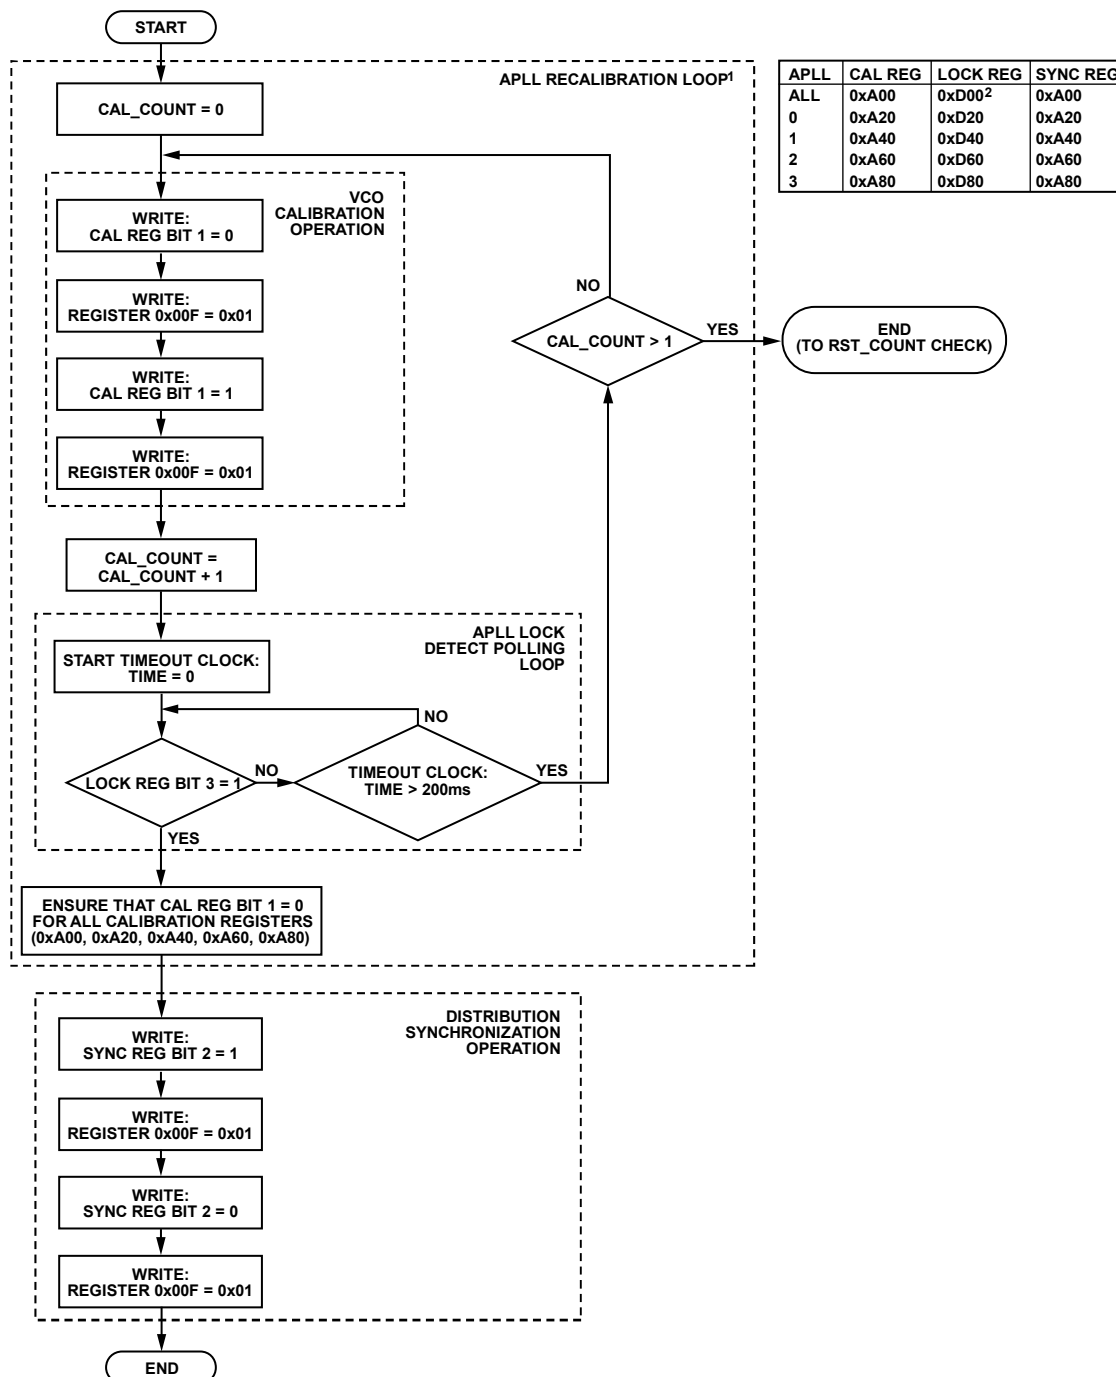 START
APLL RECALIBRATION LOOP1
CAL_COUNT = 0
APLL CAL REG LOCK REG SYNC REG
ALL 0xA00 0xD002 0xA00
0 0xA20 0xD20 0xA20
1 0xA40 0xD40 0xA40
2 0xA60 0xD60 0xA60
3 0xA80 0xD80 0xA80
VCO
CALIBRATION
OPERATION
WRITE:
CAL REG BIT 1 = 0
WRITE:
REGISTER 0x00F = 0x01
WRITE:
CAL REG BIT 1 = 1
WRITE:
REGISTER 0x00F = 0x01
NO
CAL_COUNT > 1
YES
END
(TO RST_COUNT CHECK)
CAL_COUNT =
CAL_COUNT + 1
APLL LOCK
DETECT POLLING
LOOP
START TIMEOUT CLOCK:
TIME = 0
NO
LOCK REG BIT 3 = 1
NO
TIMEOUT CLOCK:
TIME > 200ms
YES
YES
ENSURE THAT CAL REG BIT 1 = 0
FOR ALL CALIBRATION REGISTERS
(0xA00, 0xA20, 0xA40, 0xA60, 0xA80)
DISTRIBUTION
SYNCHRONIZATION
OPERATION
WRITE:
SYNC REG BIT 2 = 1
WRITE:
REGISTER 0x00F = 0x01
WRITE:
SYNC REG BIT 2 = 0
WRITE:
REGISTER 0x00F = 0x01
END